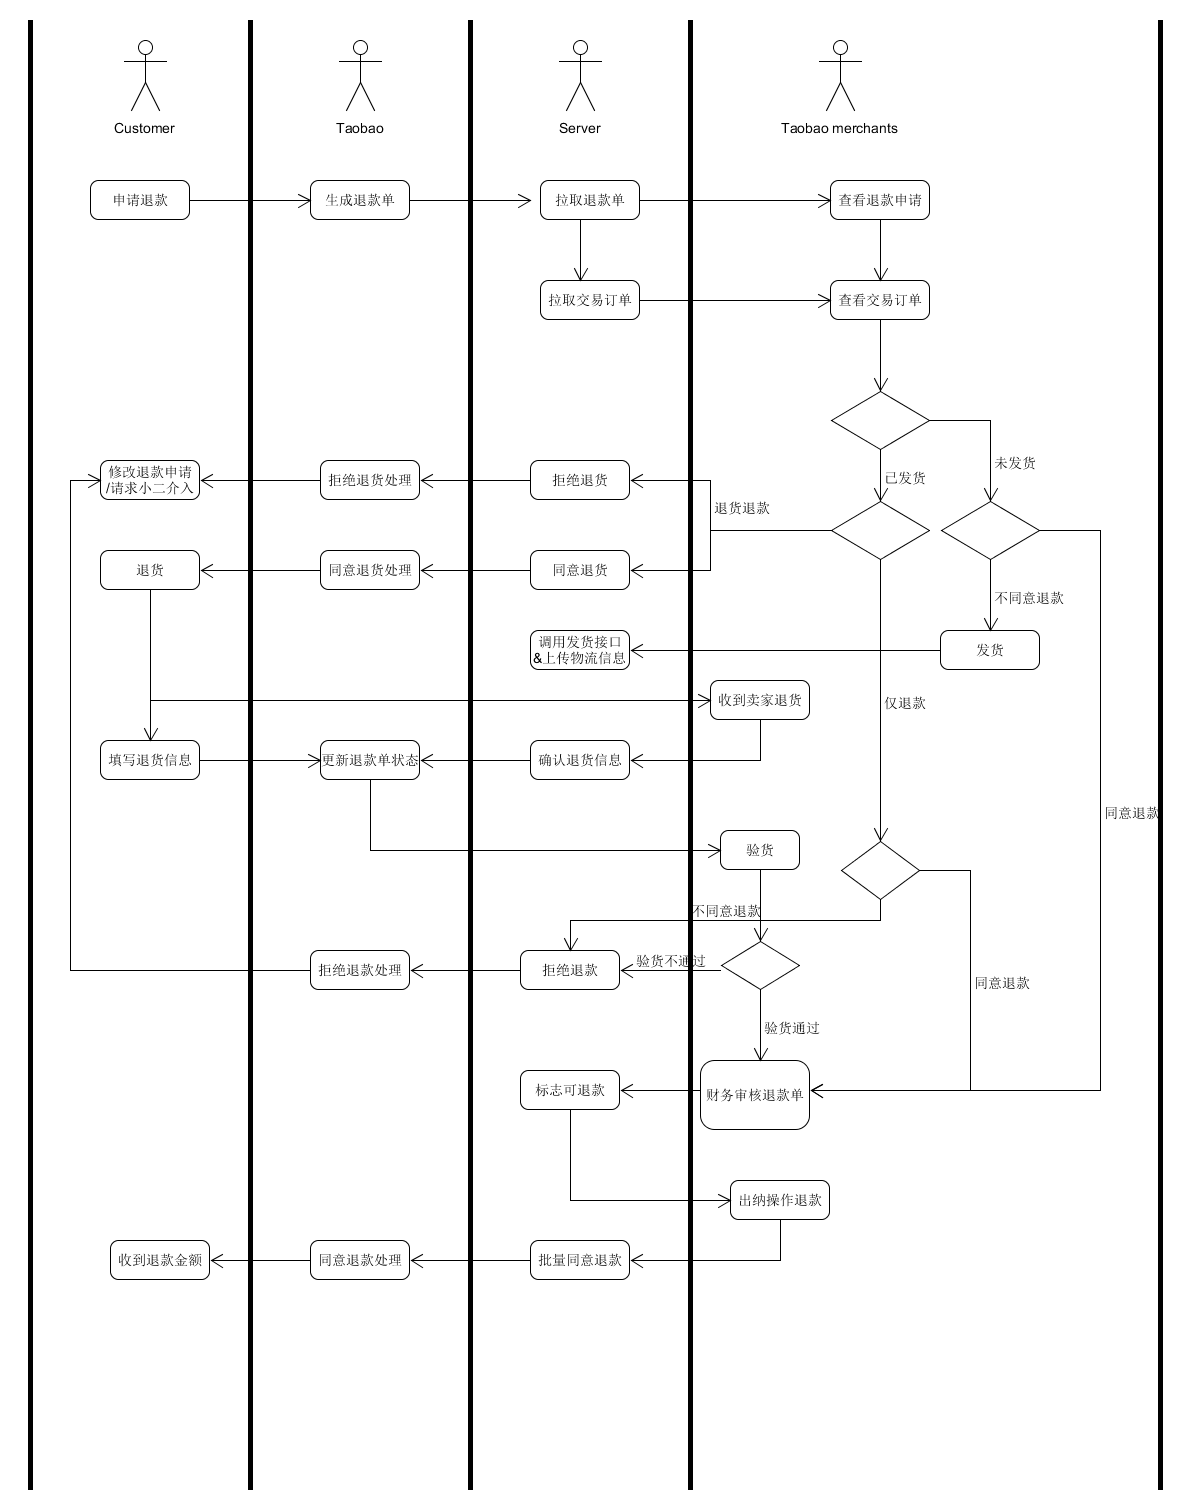 Customer
Taobao
Server
Taobao merchants
申请退款
生成退款单
拉取退款单
查看退款申请
拉取交易订单
查看交易订单
未发货
已发货
修改退款申请
/请求小二介入
拒绝退货处理
拒绝退货
退货退款
退货
同意退货处理
同意退货
不同意退款
调用发货接口
&上传物流信息
发货
收到卖家退货
仅退款
填写退货信息
更新退款单状态
确认退货信息
同意退款
验货
不同意退款
验货不通过
拒绝退款处理
拒绝退款
同意退款
验货通过
标志可退款
财务审核退款单
出纳操作退款
收到退款金额
同意退款处理
批量同意退款